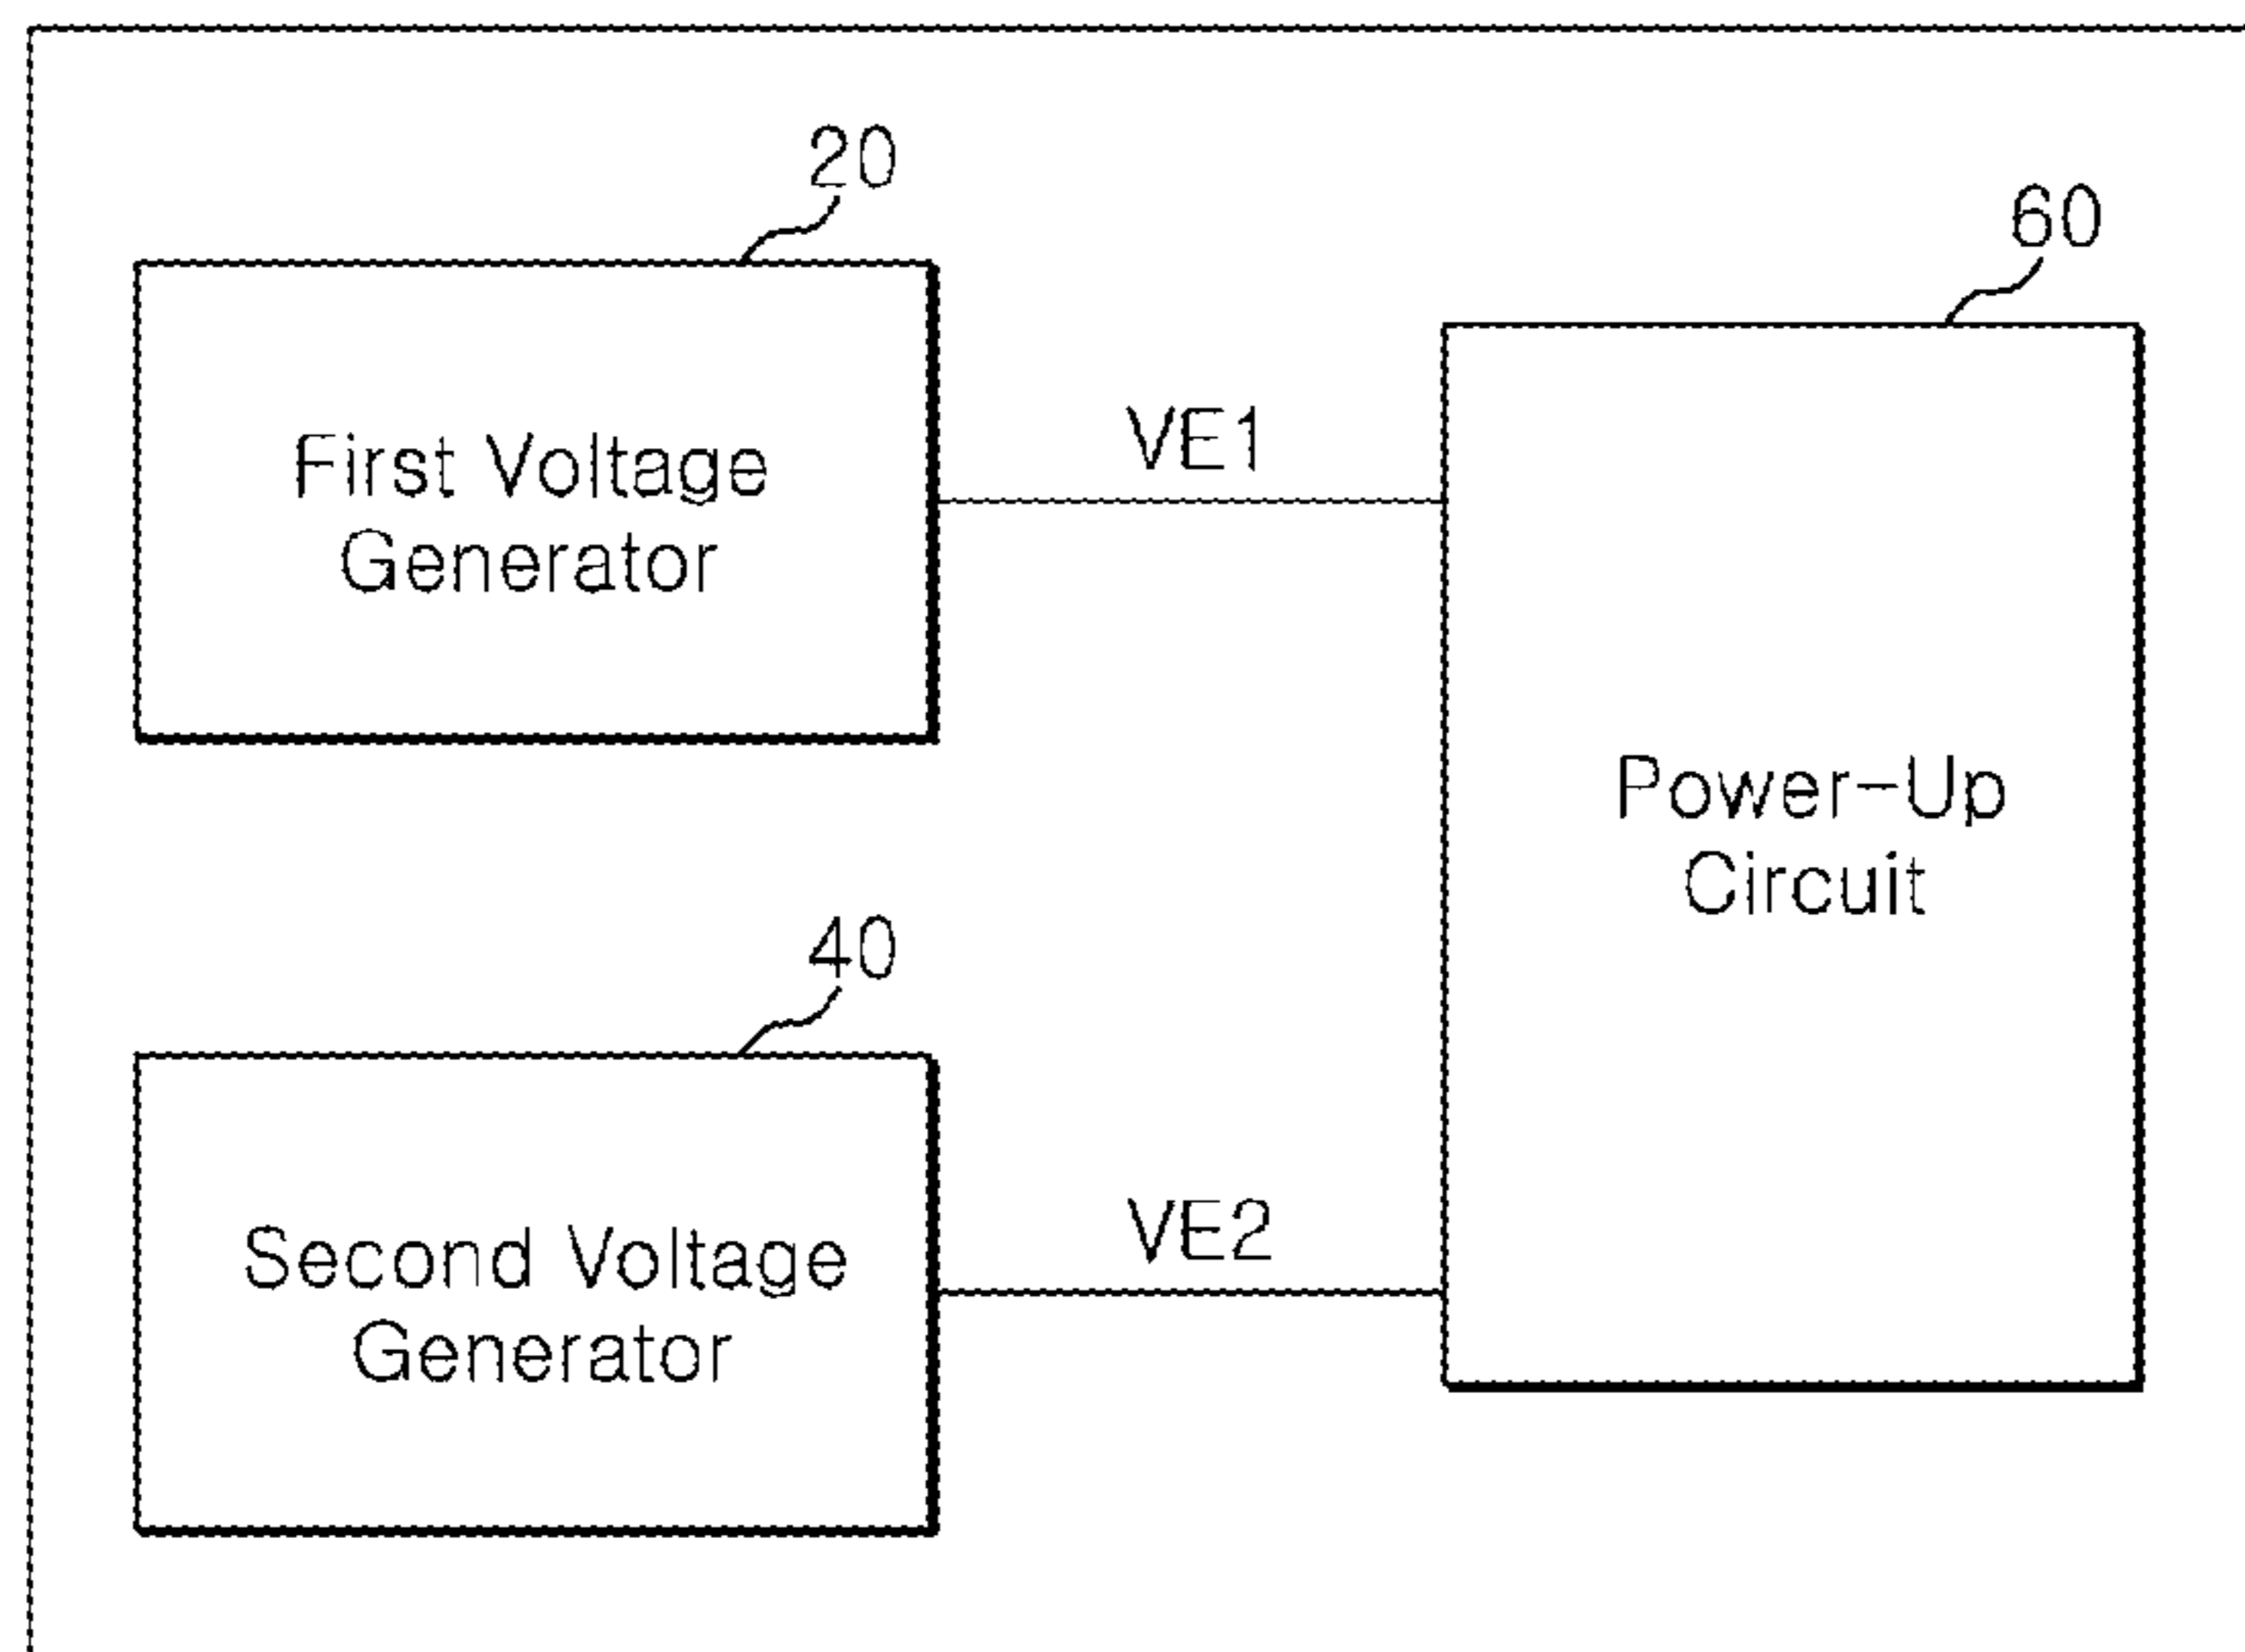 20
First Voltage
Generator
VE1
60
Power-Up
Circuit
40
Second Voltage
Generator
VE2